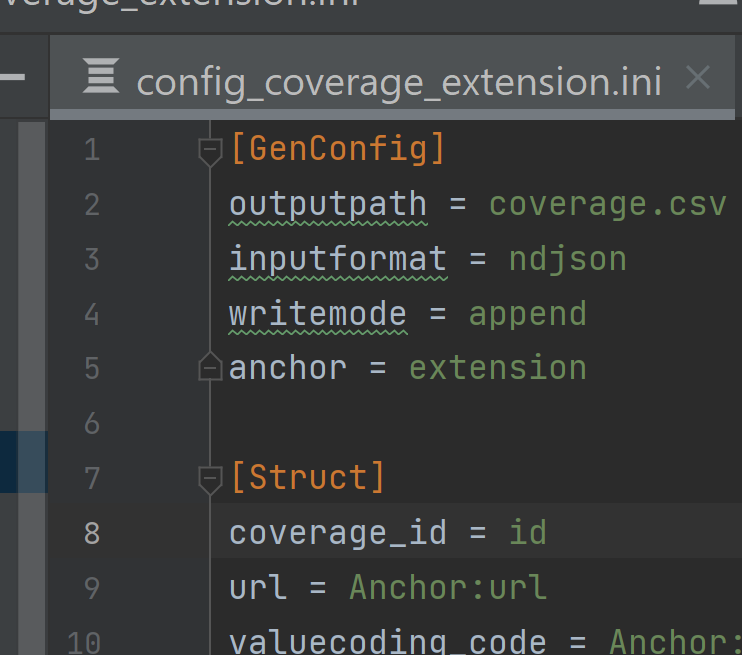 verage_extension.ini
config_coverage_extension.ini
1 [GenConfig]
2 outputpath = coverage.csv
3 inputformat = ndjson
4 writemode = append
5 anchor = extension
6
7 [Struct]
8 coverage_id = id
9 url = Anchor:url
10 valuecoding_code = Anchor: